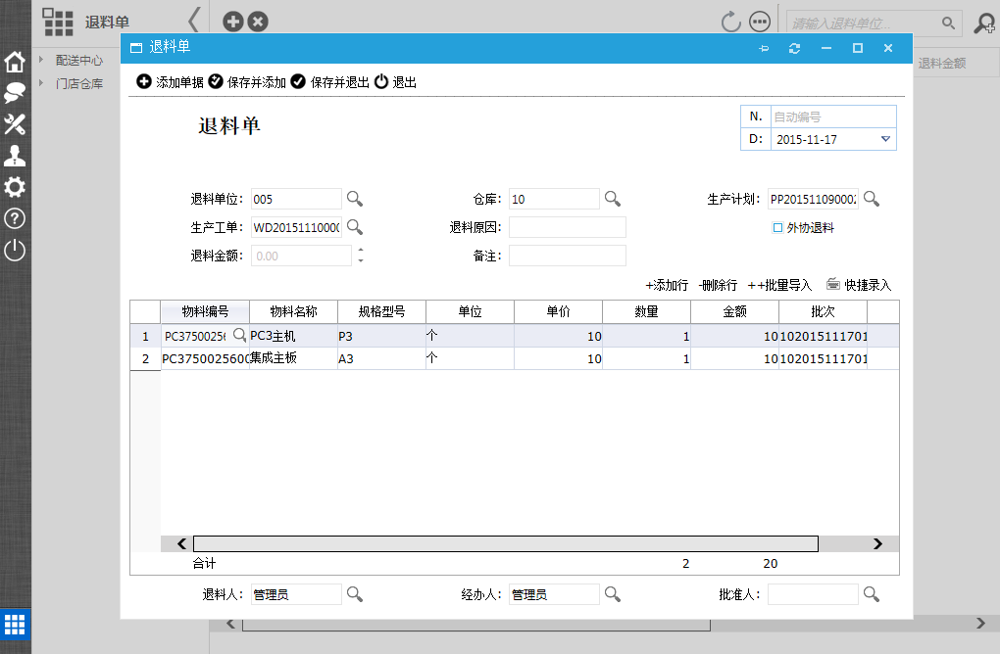 退料单
请输入退料单位...
配送中心
门店仓库
退料金额
退料单
添加单据 保存并添加 保存并退出 退出
退料单
N. 自动编号
D: 2015-11-17
退料单位: 005 仓库: 10 生产计划: PP201511090002
生产工单: WD20151110000 退料原因: 外协退料
退料金额: 0.00 备注:
+添加行 -删除行 ++批量导入 快捷录入
物料编号 物料名称 规格型号 单位 单价 数量 金额 批次
1 PC37500256 PC3主机 P3 个 10 1 10 102015111701
2 PC3750025600 集成主板 A3 个 10 1 10 102015111701
合计 2 20
退料人: 管理员 经办人: 管理员 批准人: